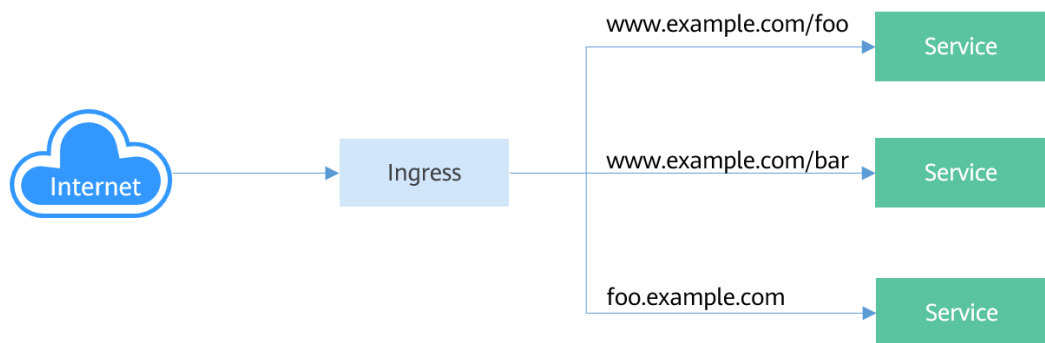 www.example.com/foo
Service
Internet
Ingress
www.example.com/bar
Service
foo.example.com
Service